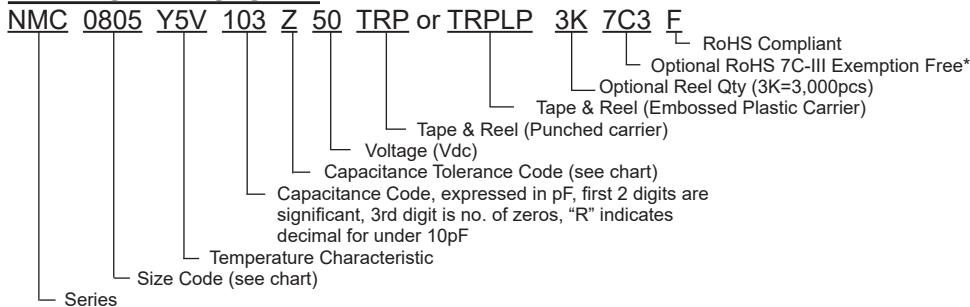 NMC 0805 Y5V 103 Z 50 TRP or TRPLP 3K 7C3 F
RoHS Compliant
Optional RoHS 7C-III Exemption Free*
Optional Reel Qty (3K=3,000pcs)
Tape & Reel (Embossed Plastic Carrier)
Tape & Reel (Punched carrier)
Voltage (Vdc)
Capacitance Tolerance Code (see chart)
Capacitance Code, expressed in pF, first 2 digits are
significant, 3rd digit is no. of zeros, “R” indicates
decimal for under 10pF
Temperature Characteristic
Size Code (see chart)
Series